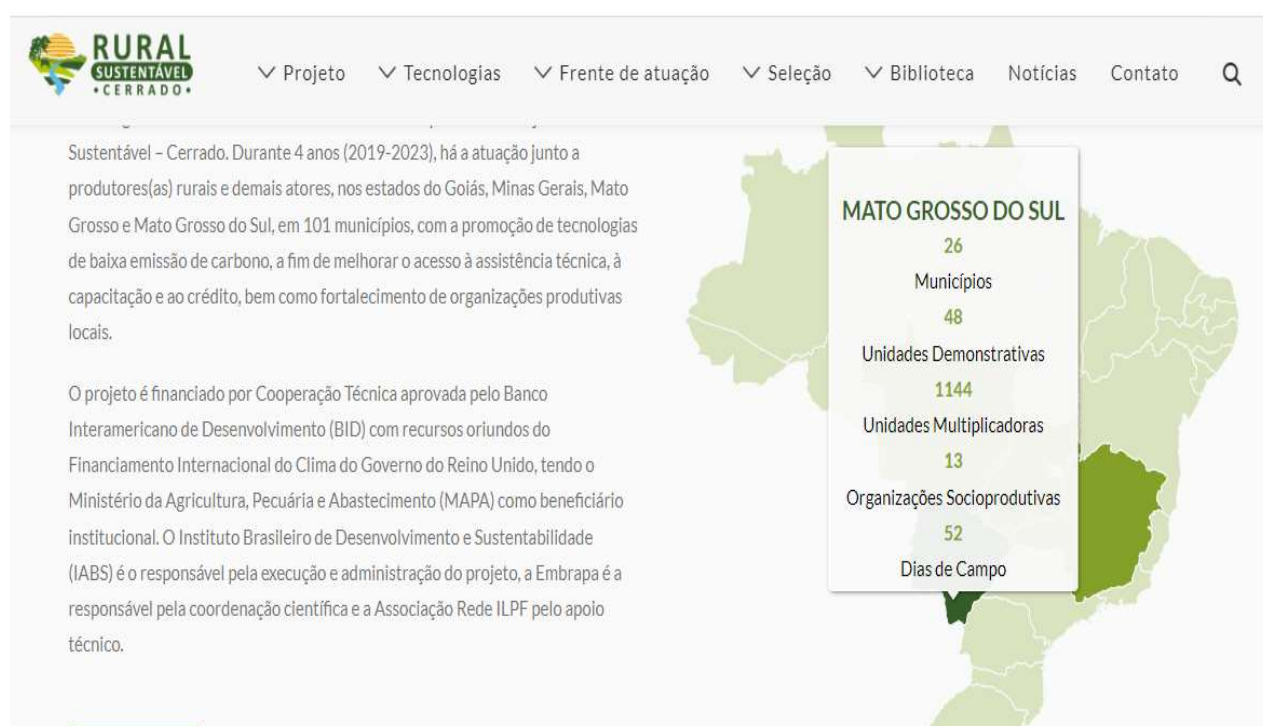 RURAL
SUSTENTÁVEL
•CERRADO•
Projeto
Tecnologias
Frente de atuação
Seleção
Biblioteca
Notícias
Contato
Sustentável – Cerrado. Durante 4 anos (2019-2023), há a atuação junto a
produtores(as) rurais e demais atores, nos estados do Goiás, Minas Gerais, Mato
Grosso e Mato Grosso do Sul, em 101 municípios, com a promoção de tecnologias
de baixa emissão de carbono, a fim de melhorar o acesso à assistência técnica, à
capacitação e ao crédito, bem como fortalecimento de organizações produtivas
locais.
O projeto é financiado por Cooperação Técnica aprovada pelo Banco
Interamericano de Desenvolvimento (BID) com recursos oriundos do
Financiamento Internacional do Clima do Governo do Reino Unido, tendo o
Ministério da Agricultura, Pecuária e Abastecimento (MAPA) como beneficiário
institucional. O Instituto Brasileiro de Desenvolvimento e Sustentabilidade
(IABS) é o responsável pela execução e administração do projeto, a Embrapa é a
responsável pela coordenação científica e a Associação Rede ILPF pelo apoio
técnico.
MATO GROSSO DO SUL
26
Municípios
48
Unidades Demonstrativas
1144
Unidades Multiplicadoras
13
Organizações Socioprodutivas
52
Dias de Campo